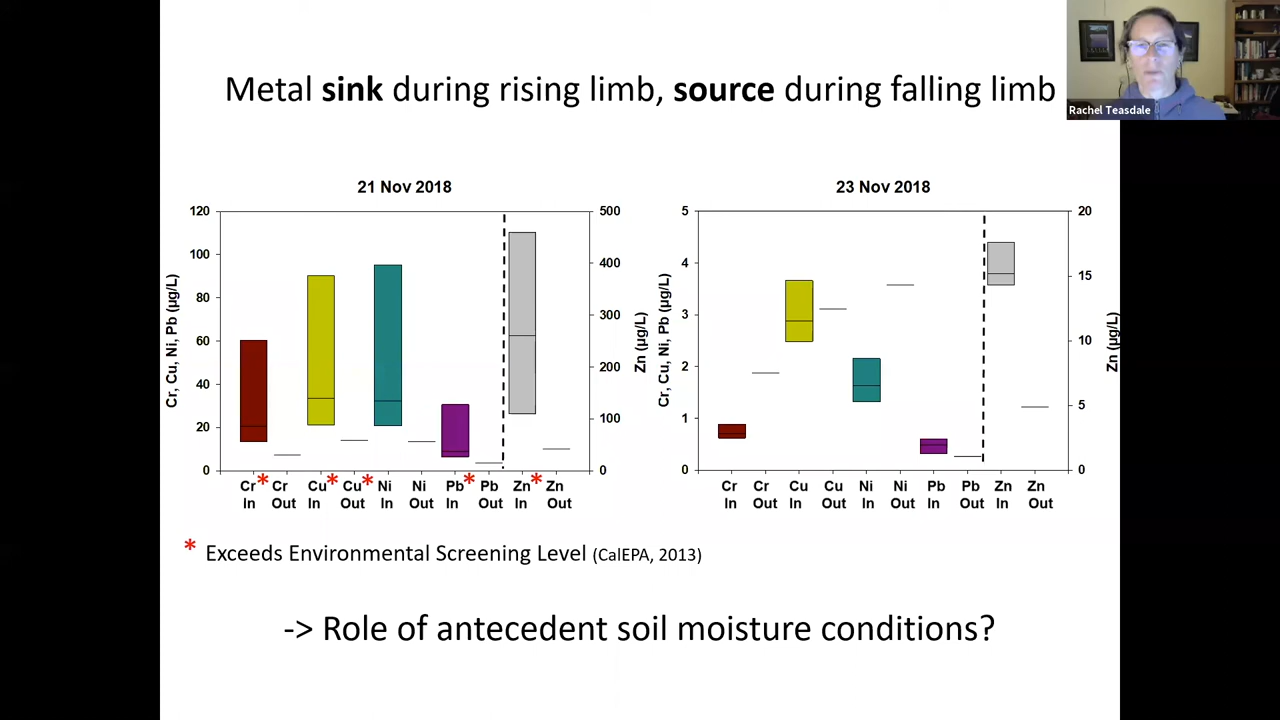 Metal sink during rising limb, source during falling limb
Rachel Teasdale
21 Nov 2018
120
100
80
60
40
20
0
Cr, Cu, Ni, Pb (µg/L)
500
400
300
200
100
0
Zn (µg/L)
Cr * Cr Cu * Cu * Ni Ni Pb * Pb Zn * Zn
In Out In Out In Out In Out In Out
23 Nov 2018
5
4
3
2
1
0
Cr, Cu, Ni, Pb (µg/L)
20
15
10
5
0
Zn (µg/L)
Cr Cr Cu Cu Ni Ni Pb Pb Zn Zn
In Out In Out In Out In Out In Out
* Exceeds Environmental Screening Level (CalEPA, 2013)
-> Role of antecedent soil moisture conditions?